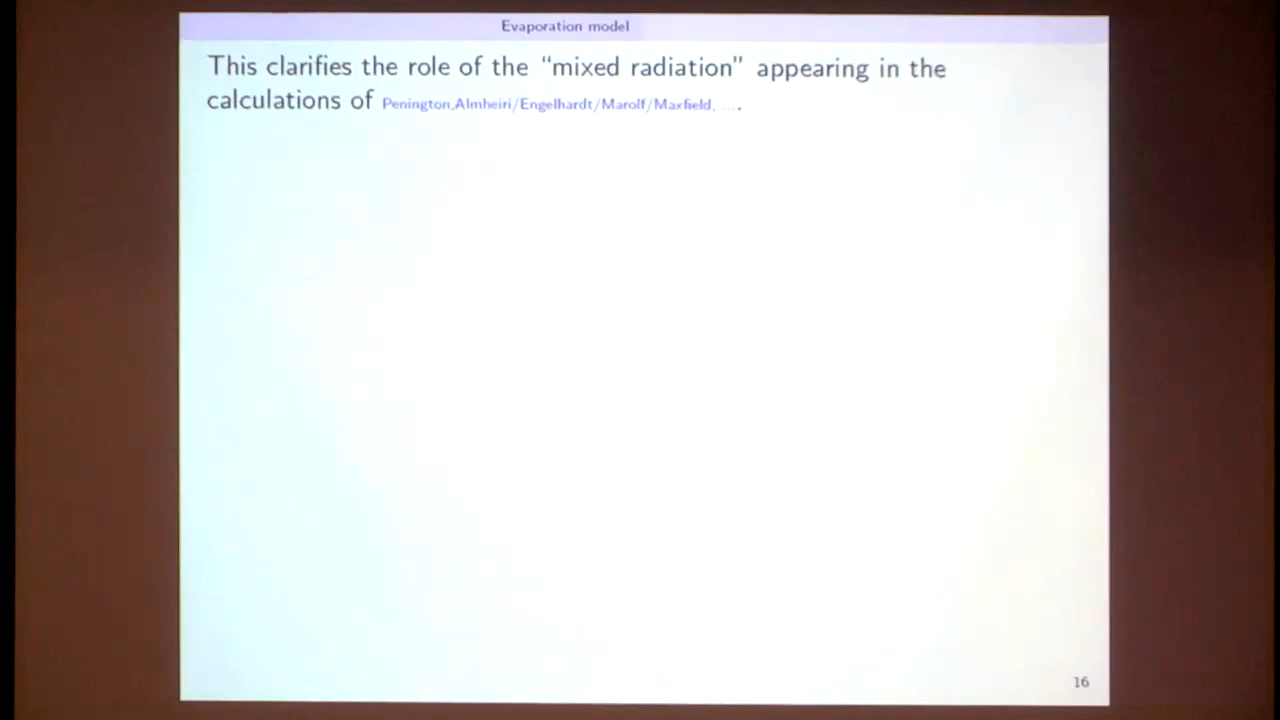 Evaporation model
This clarifies the role of the “mixed radiation” appearing in the
calculations of Penington,Almheiri/Engelhardt/Marolf/Maxfield, ... .
16